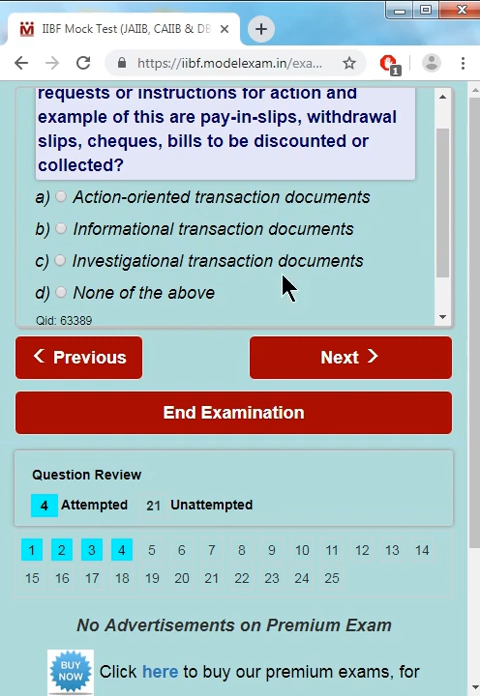 IIBF Mock Test (JAIIB, CAIIB & DB
https://iibf.modelexam.in/exa...
1
requests or instructions for action and
example of this are pay-in-slips, withdrawal
slips, cheques, bills to be discounted or
collected?
a) Action-oriented transaction documents
b) Informational transaction documents
c) Investigational transaction documents
d) None of the above
Qid: 63389
< Previous
Next >
End Examination
Question Review
4 Attempted 21 Unattempted
1 2 3 4 5 6 7 8 9 10 11 12 13 14
15 16 17 18 19 20 21 22 23 24 25
No Advertisements on Premium Exam
BUY
NOW
Click here to buy our premium exams, for